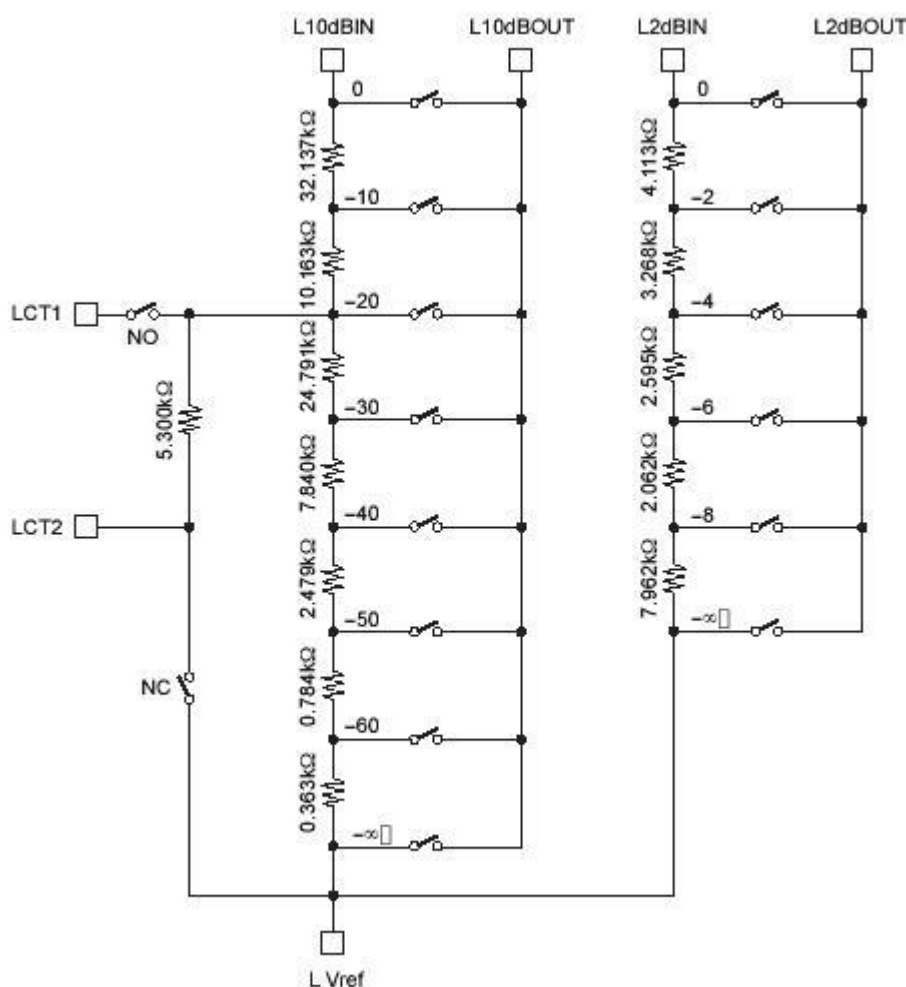 L10dBIN L10dBOUT L2dBIN L2dBOUT
0 0
32.137kΩ 4.113kΩ
–10 –2
10.163kΩ 3.268kΩ
LCT1 NO –20 –4
5.300kΩ 24.791kΩ 2.595kΩ
–30 –6
7.840kΩ 2.062kΩ
LCT2 –40 –8
2.479kΩ 7.962kΩ
–50 –∞▯
NC 0.784kΩ
–60
0.363kΩ
–∞▯
L Vref